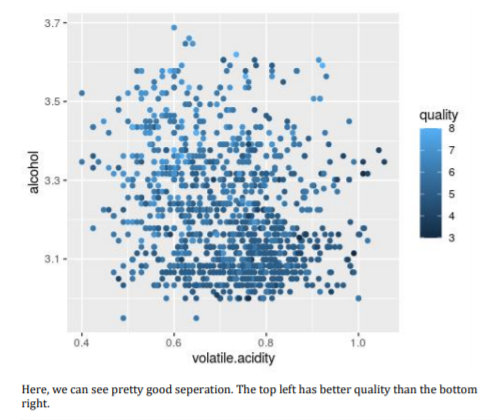 3.7
3.5
3.3
3.1
alcohol
0.4 0.6 0.8 1.0
volatile.acidity
quality
8
7
6
5
4
3
Here, we can see pretty good seperation. The top left has better quality than the bottom
right.